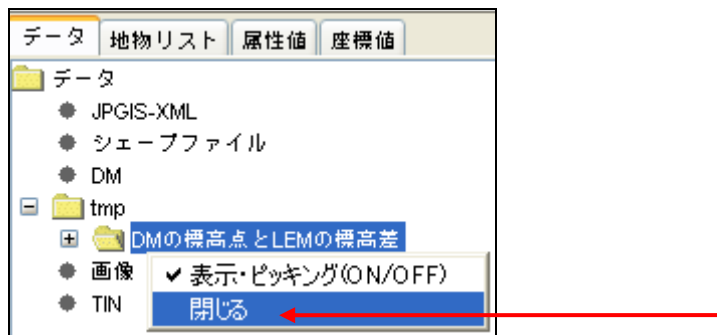 データ 地物リスト 属性値 座標値
データ
JPGIS-XML
シェープファイル
DM
tmp
DMの標高点とLEMの標高差
画像 ✔表示・ピッキング(ON/OFF)
TIN 閉じる